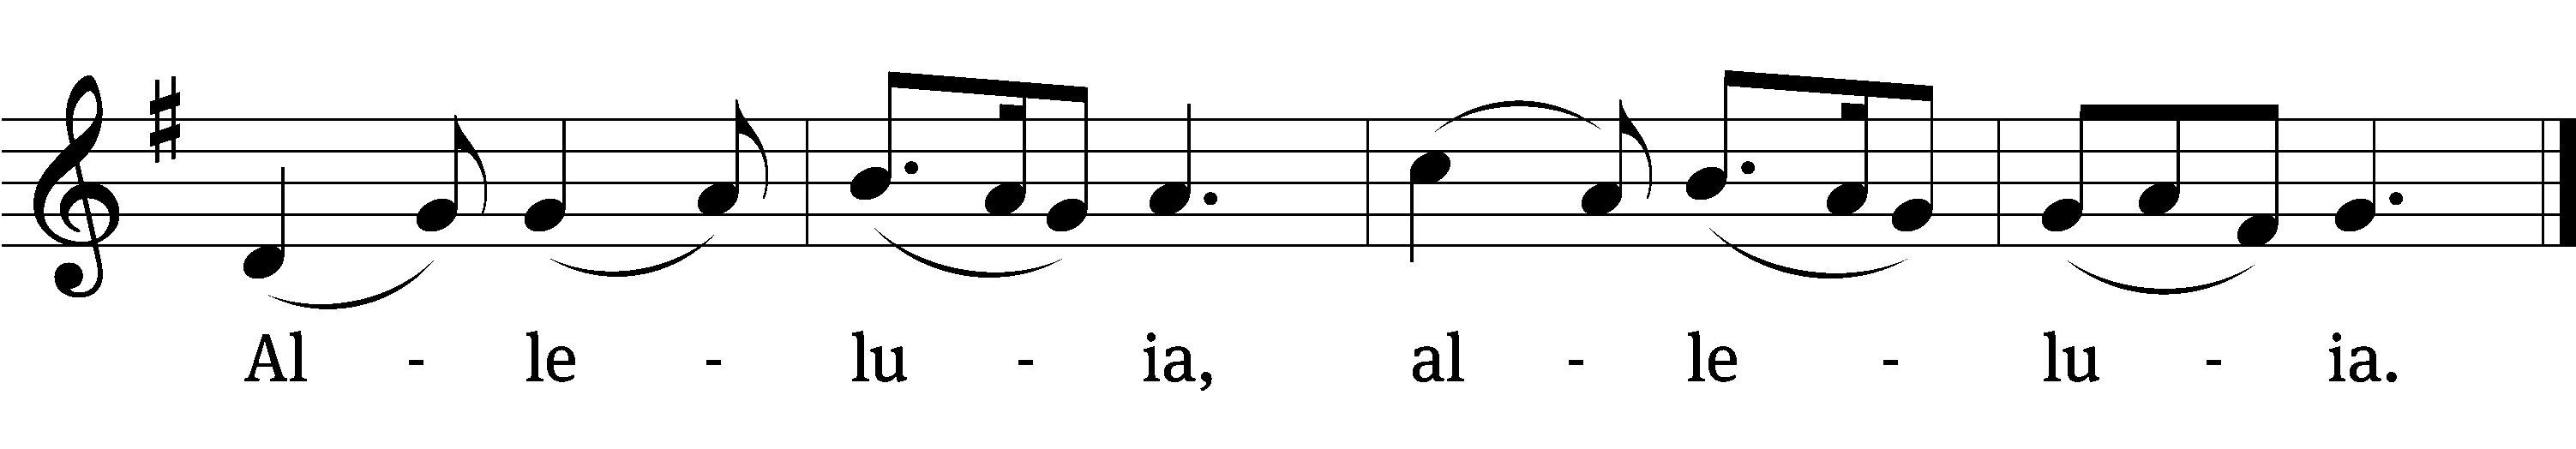 Al - le - lu - ia, al - le - lu - ia.